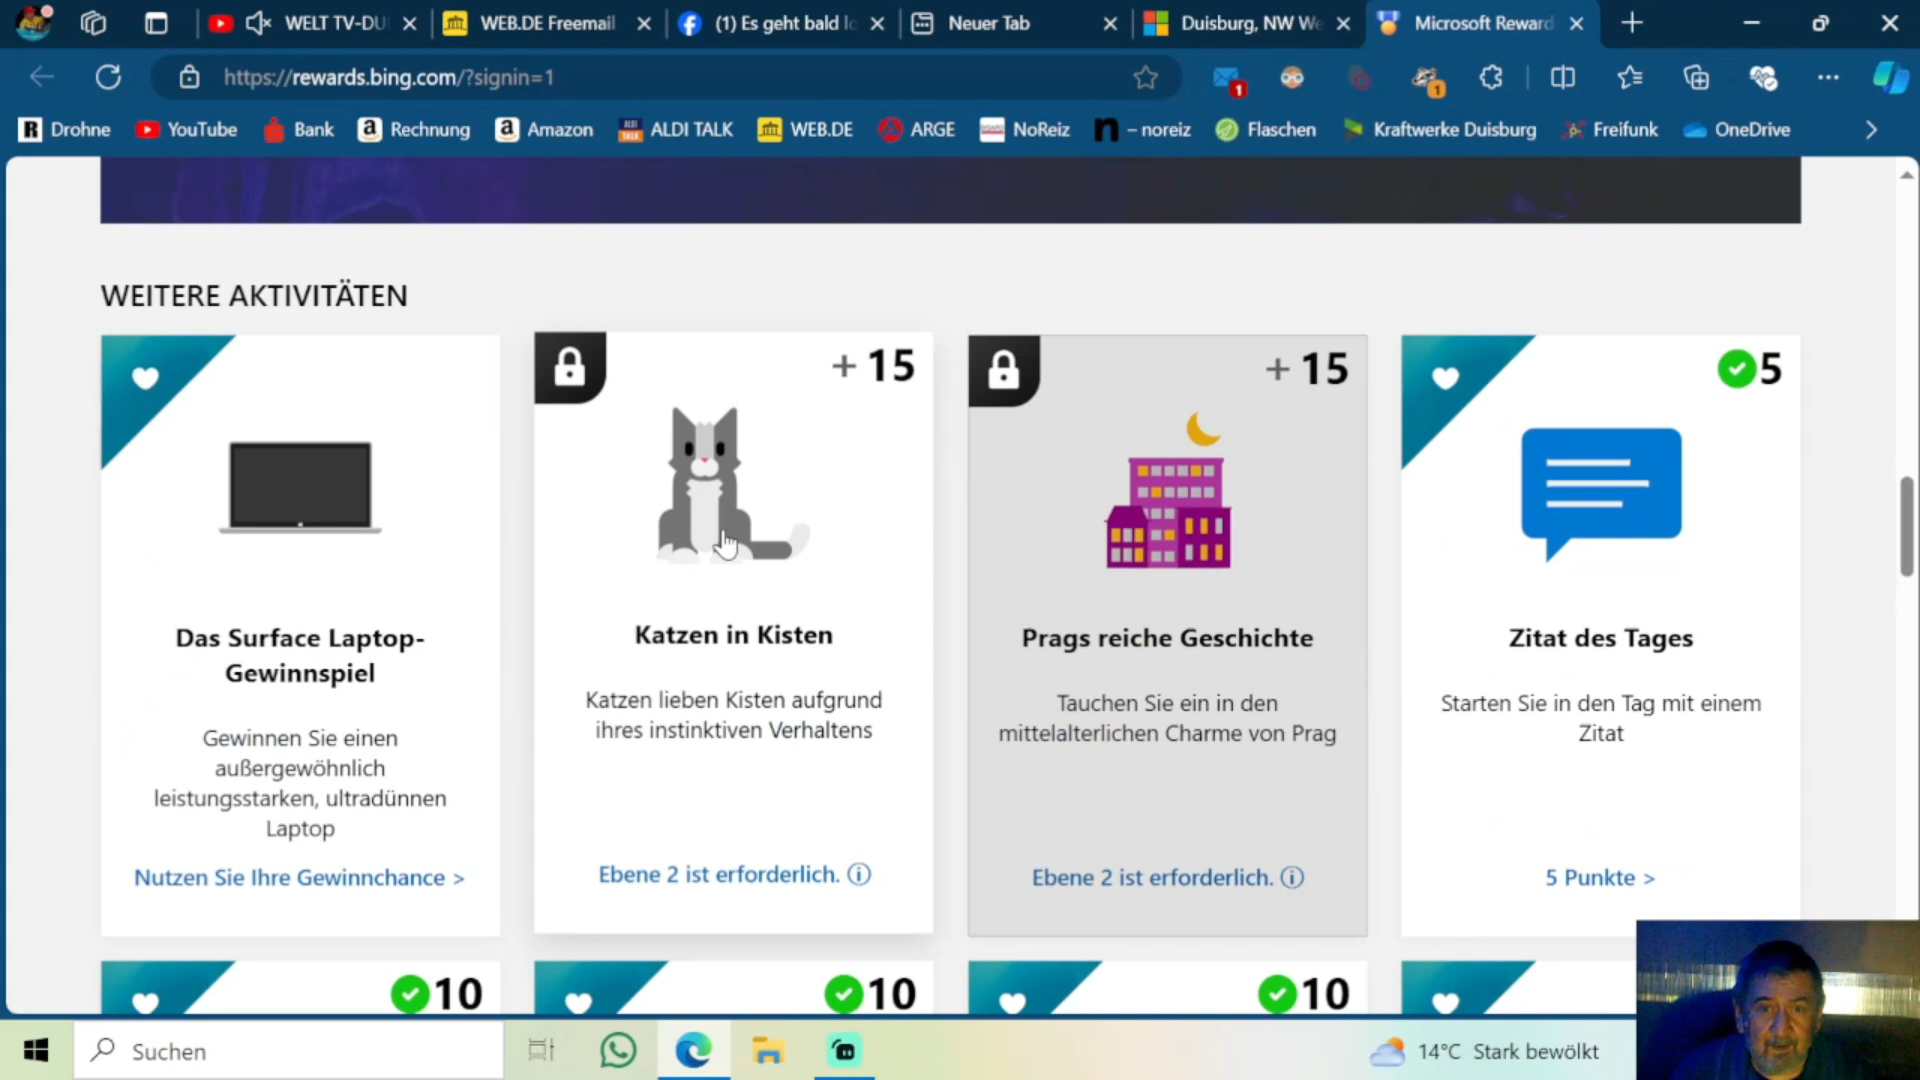 WELT TV-DU
WEB.DE Freemail
(1) Es geht bald lo
Neuer Tab
Duisburg, NW We
Microsoft Reward
https://rewards.bing.com/?signin=1
1
1
R Drohne
YouTube
Bank
a Rechnung
a Amazon
ALDI TALK ALDI TALK
WEB.DE
ARGE
NoReiz
n – noreiz
Flaschen
Kraftwerke Duisburg
Freifunk
OneDrive
WEITERE AKTIVITÄTEN
Das Surface Laptop-
Gewinnspiel
Gewinnen Sie einen
außergewöhnlich
leistungsstarken, ultradünnen
Laptop
Nutzen Sie Ihre Gewinnchance >
+ 15
Katzen in Kisten
Katzen lieben Kisten aufgrund
ihres instinktiven Verhaltens
Ebene 2 ist erforderlich.
+ 15
Prags reiche Geschichte
Tauchen Sie ein in den
mittelalterlichen Charme von Prag
Ebene 2 ist erforderlich.
5
Zitat des Tages
Starten Sie in den Tag mit einem
Zitat
5 Punkte >
10
10
10
Suchen
14°C Stark bewölkt